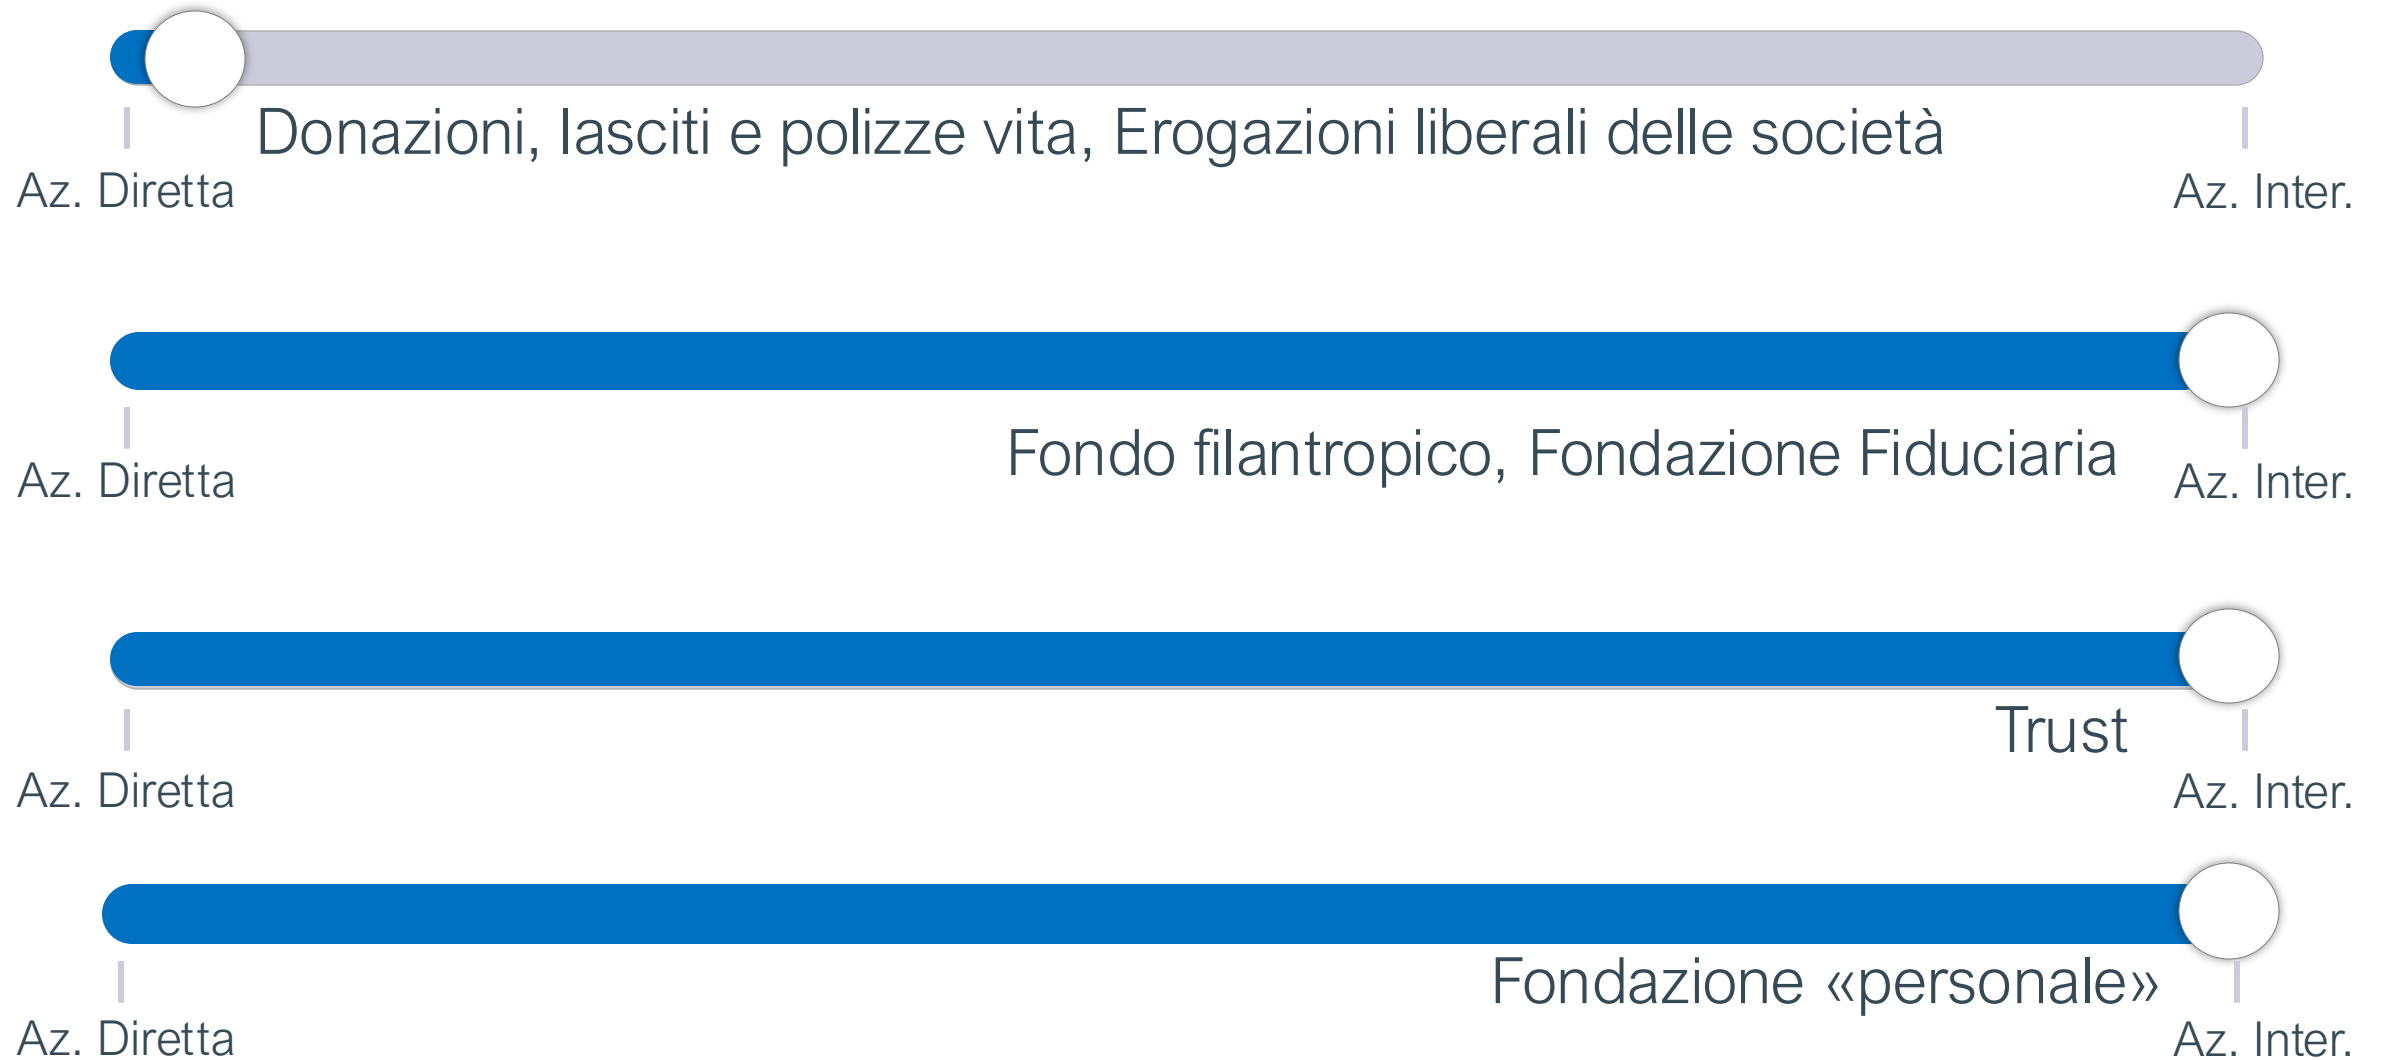 Donazioni, lasciti e polizze vita, Erogazioni liberali delle società
Az. Diretta
Az. Inter.
Fondo filantropico, Fondazione Fiduciaria
Az. Diretta
Az. Inter.
Trust
Az. Diretta
Az. Inter.
Fondazione «personale»
Az. Diretta
Az. Inter.